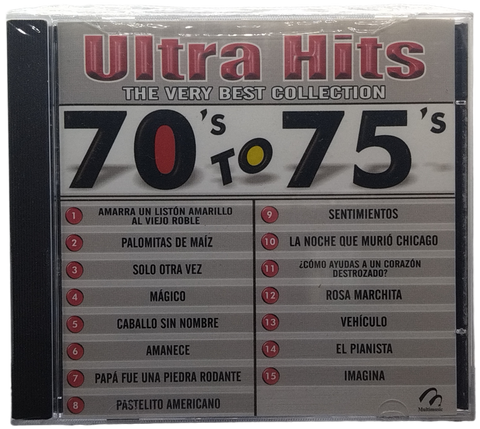 Ultra Hits
THE VERY BEST COLLECTION
70's TO 75's
1 AMARRA UN LISTÓN AMARILLO
AL VIEJO ROBLE
2 PALOMITAS DE MAÍZ
3 SOLO OTRA VEZ
4 MÁGICO
5 CABALLO SIN NOMBRE
6 AMANECE
7 PAPÁ FUE UNA PIEDRA RODANTE
8 PASTELITO AMERICANO
9 SENTIMIENTOS
10 LA NOCHE QUE MURIÓ CHICAGO
11 ¿CÓMO AYUDAS A UN CORAZÓN
DESTROZADO?
12 ROSA MARCHITA
13 VEHÍCULO
14 EL PIANISTA
15 IMAGINA
Multimusic